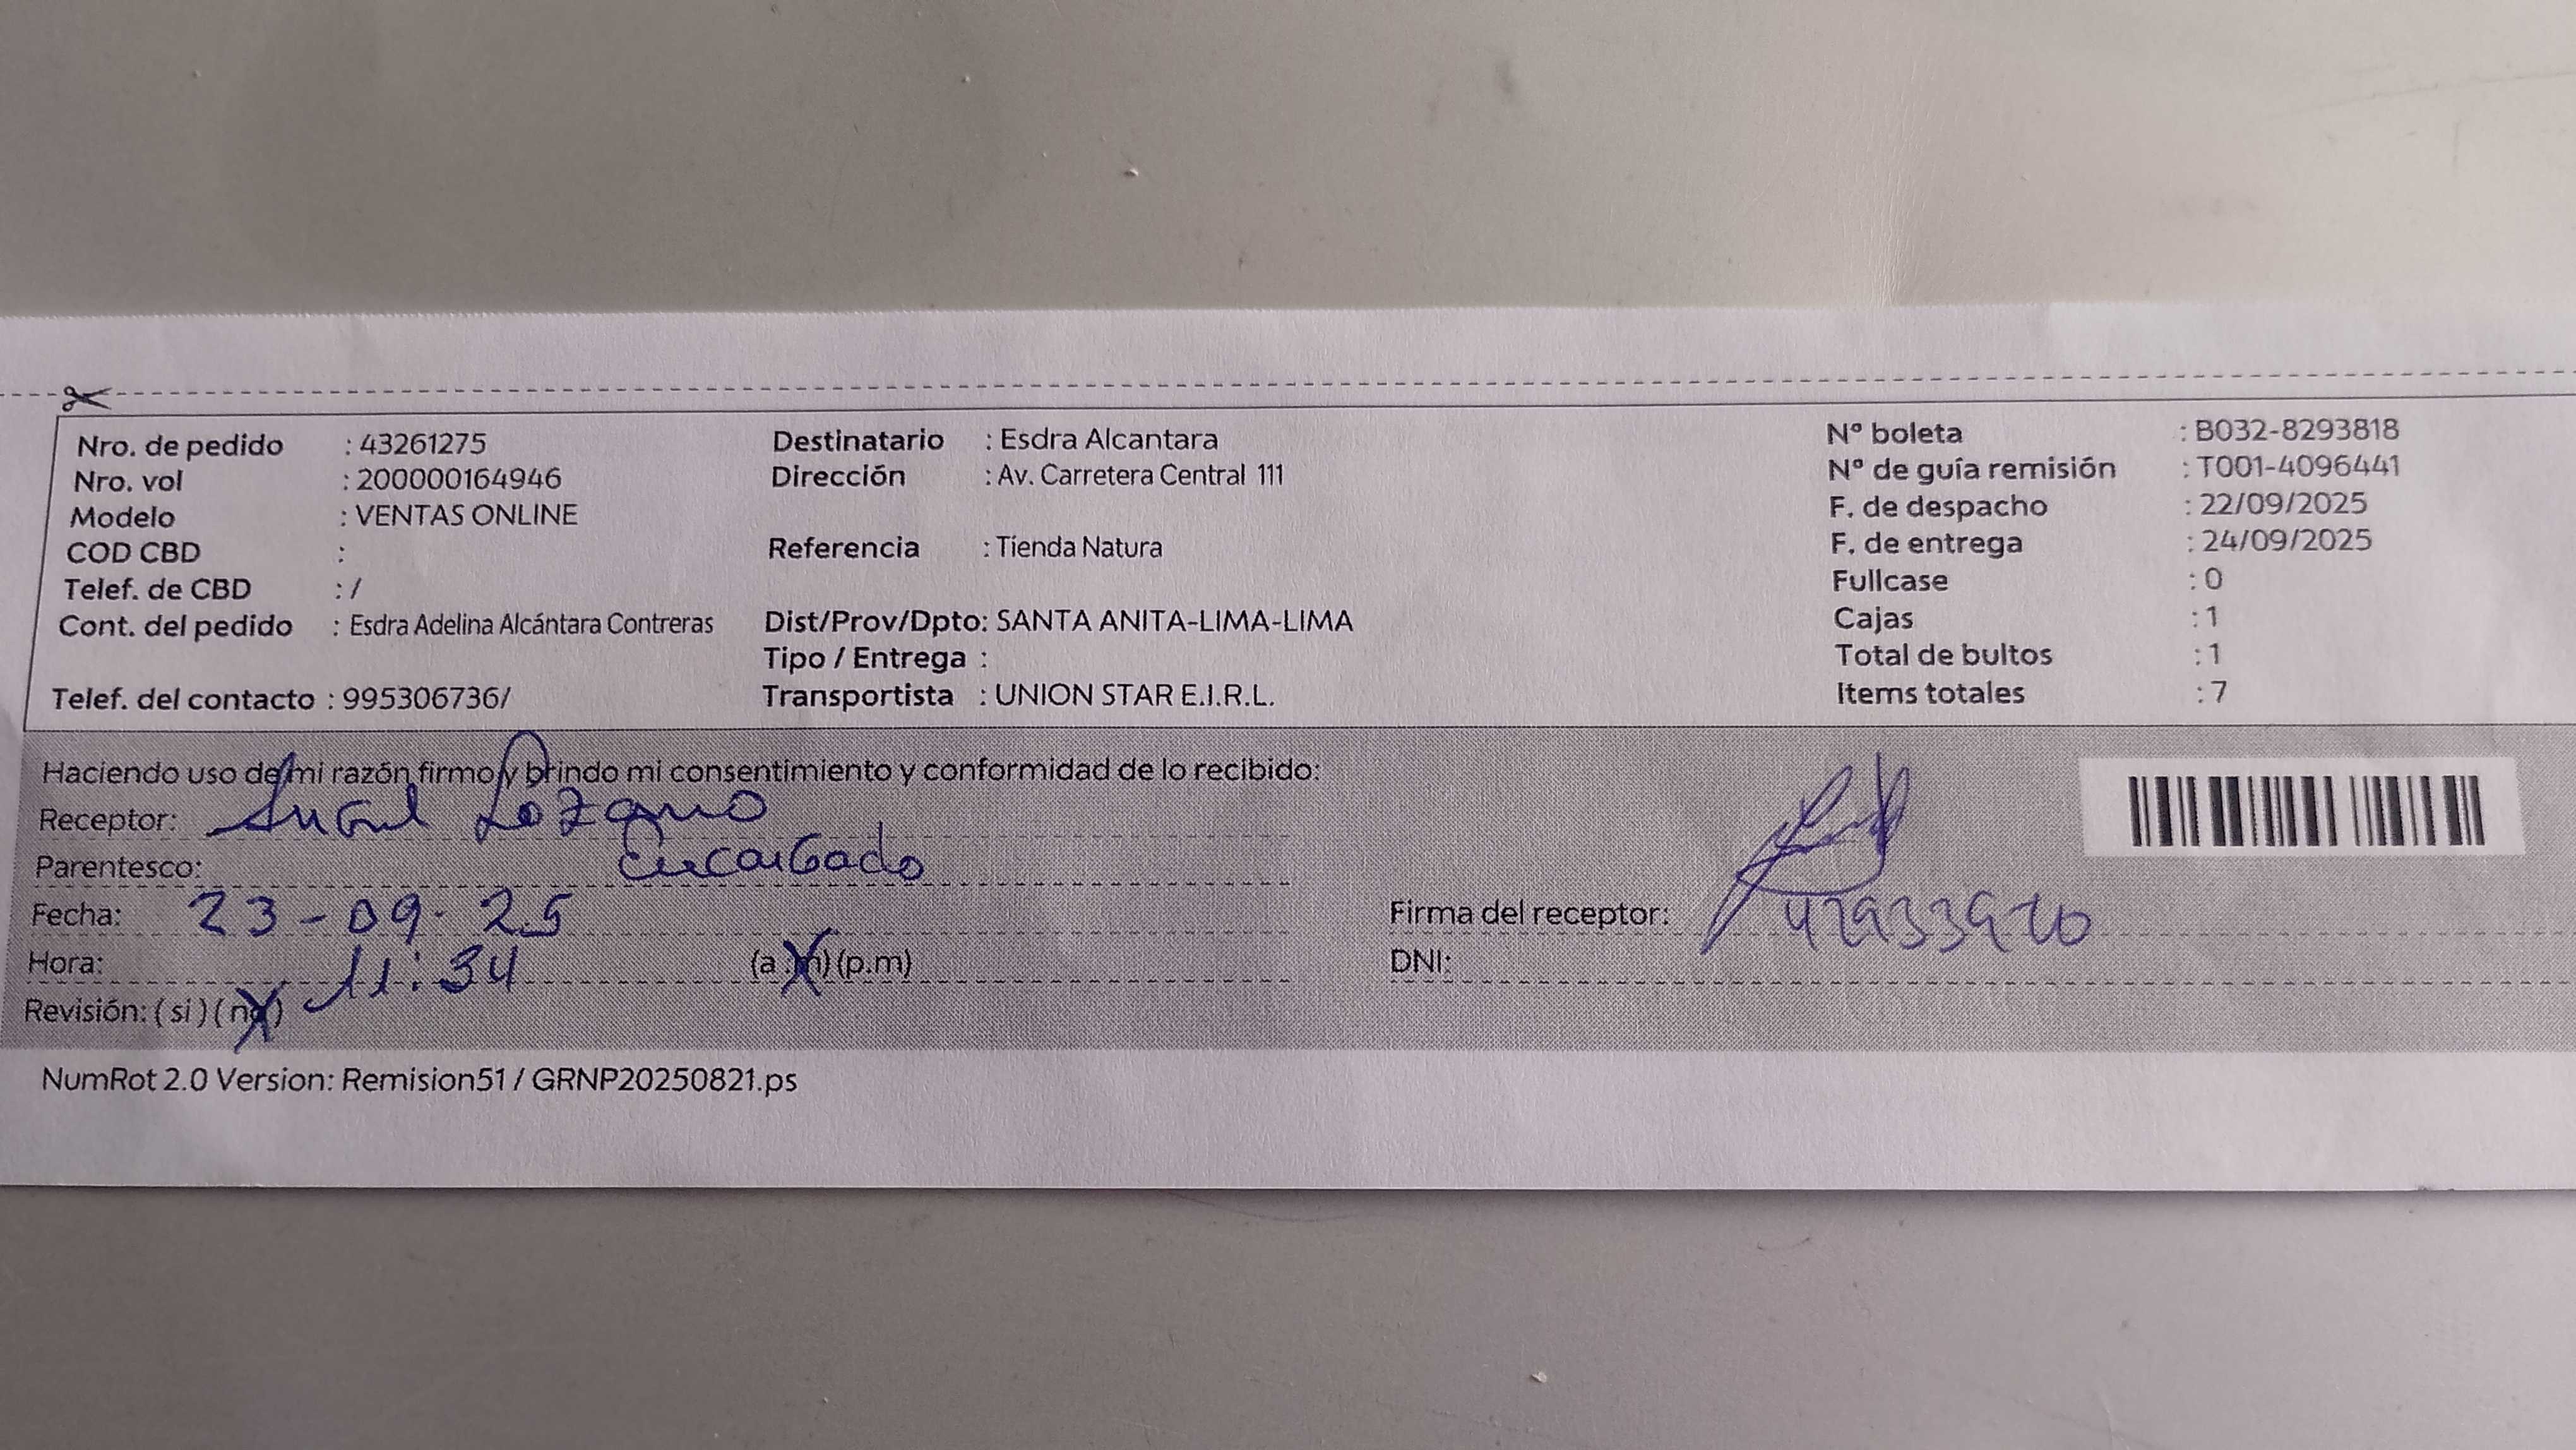 Nro. de pedido : 43261275
Nro. vol : 200000164946
Modelo : VENTAS ONLINE
COD CBD :
Telef. de CBD : /
Cont. del pedido : Esdra Adelina Alcántara Contreras
Telef. del contacto : 995306736/
Destinatario : Esdra Alcantara
Dirección : Av. Carretera Central 111
Referencia : Tienda Natura
Dist/Prov/Dpto: SANTA ANITA-LIMA-LIMA
Tipo / Entrega :
Transportista : UNION STAR E.I.R.L.
Nº boleta : B032-8293818
Nº de guía remisión : T001-4096441
F. de despacho : 22/09/2025
F. de entrega : 24/09/2025
Fullcase : 0
Cajas : 1
Total de bultos : 1
Items totales : 7
Haciendo uso de mi razón firmo y brindo mi consentimiento y conformidad de lo recibido:
Receptor: Angel Lozano
Parentesco: Encargado
Fecha: 23-09-25
Hora: 11:34 (a.m) (p.m)
Revisión: ( si ) ( no )
Firma del receptor:
DNI:
NumRot 2.0 Version: Remision51 / GRNP20250821.ps